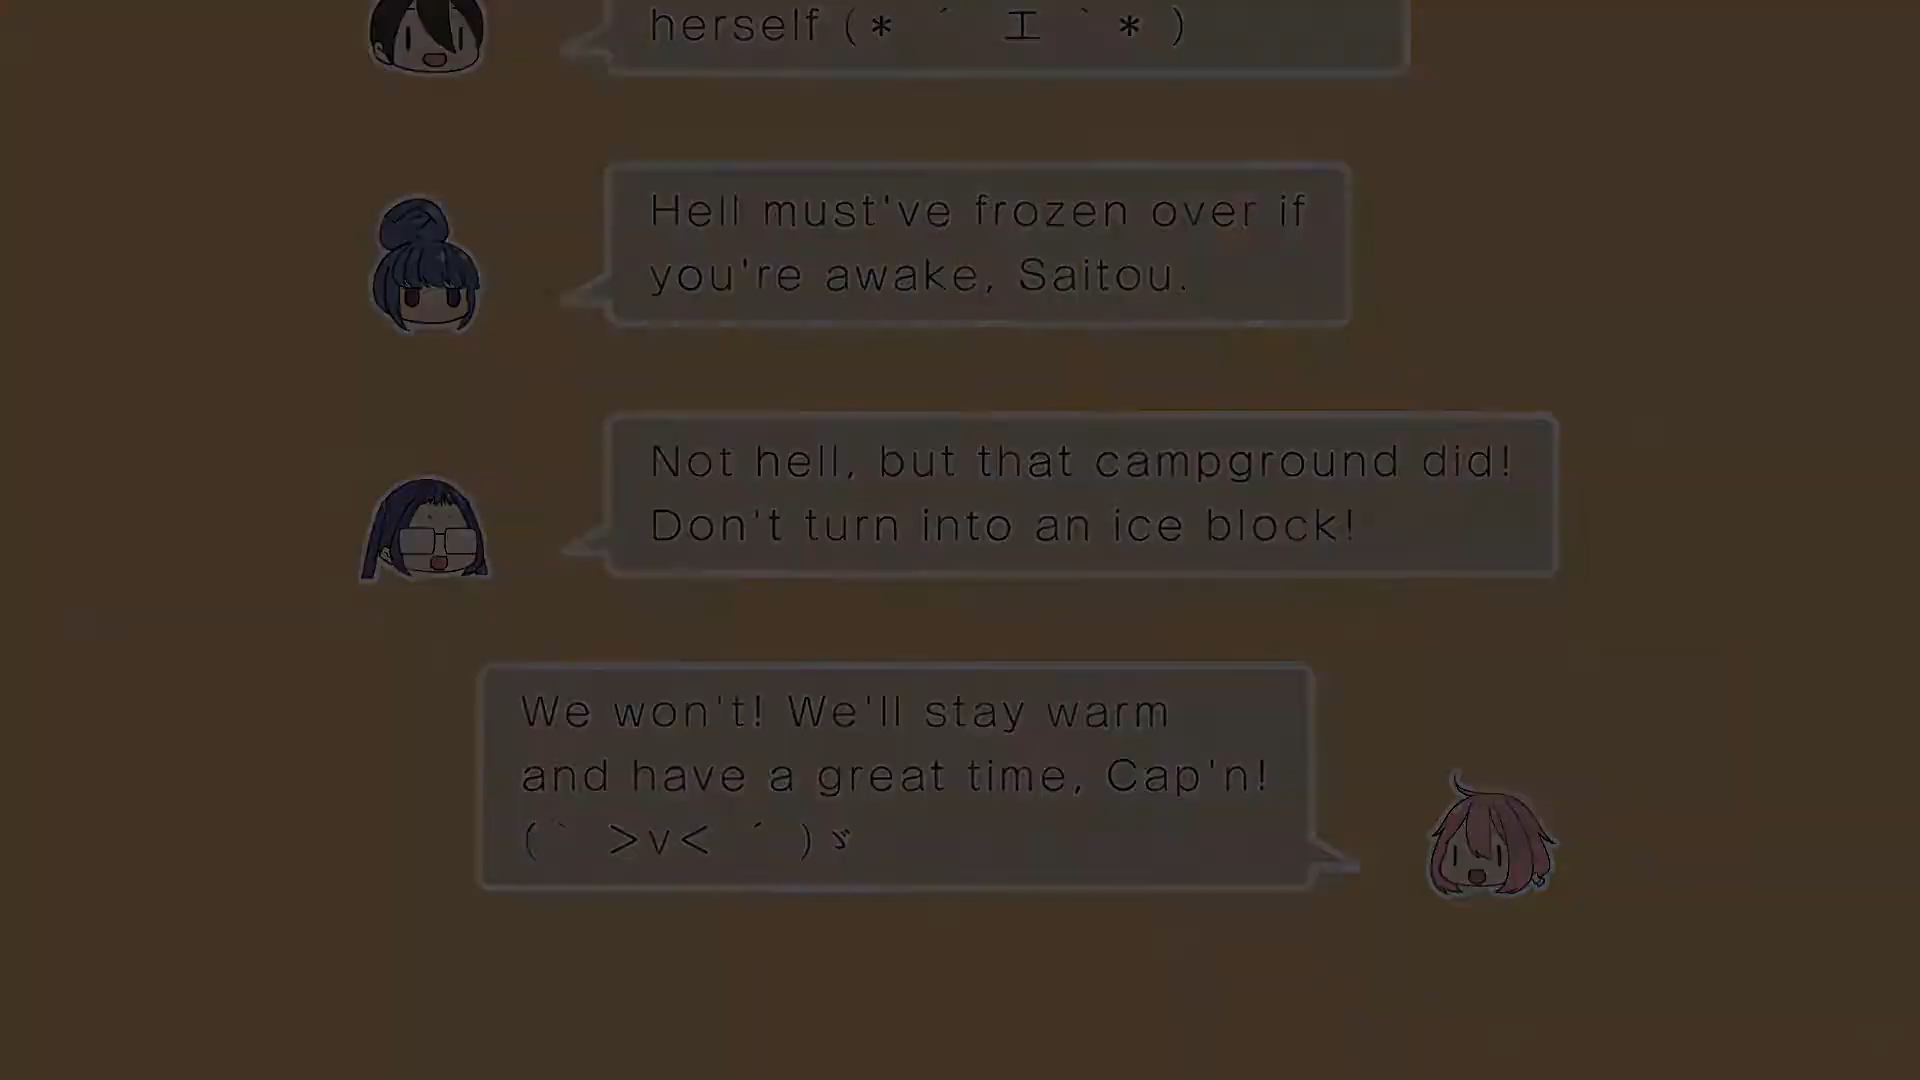 herself (* ´ 工 ` * )
Hell must've frozen over if
you're awake, Saitou.
Not hell, but that campground did!
Don't turn into an ice block!
We won't! We'll stay warm
and have a great time, Cap'n!
(` >v< ´ )ゞ